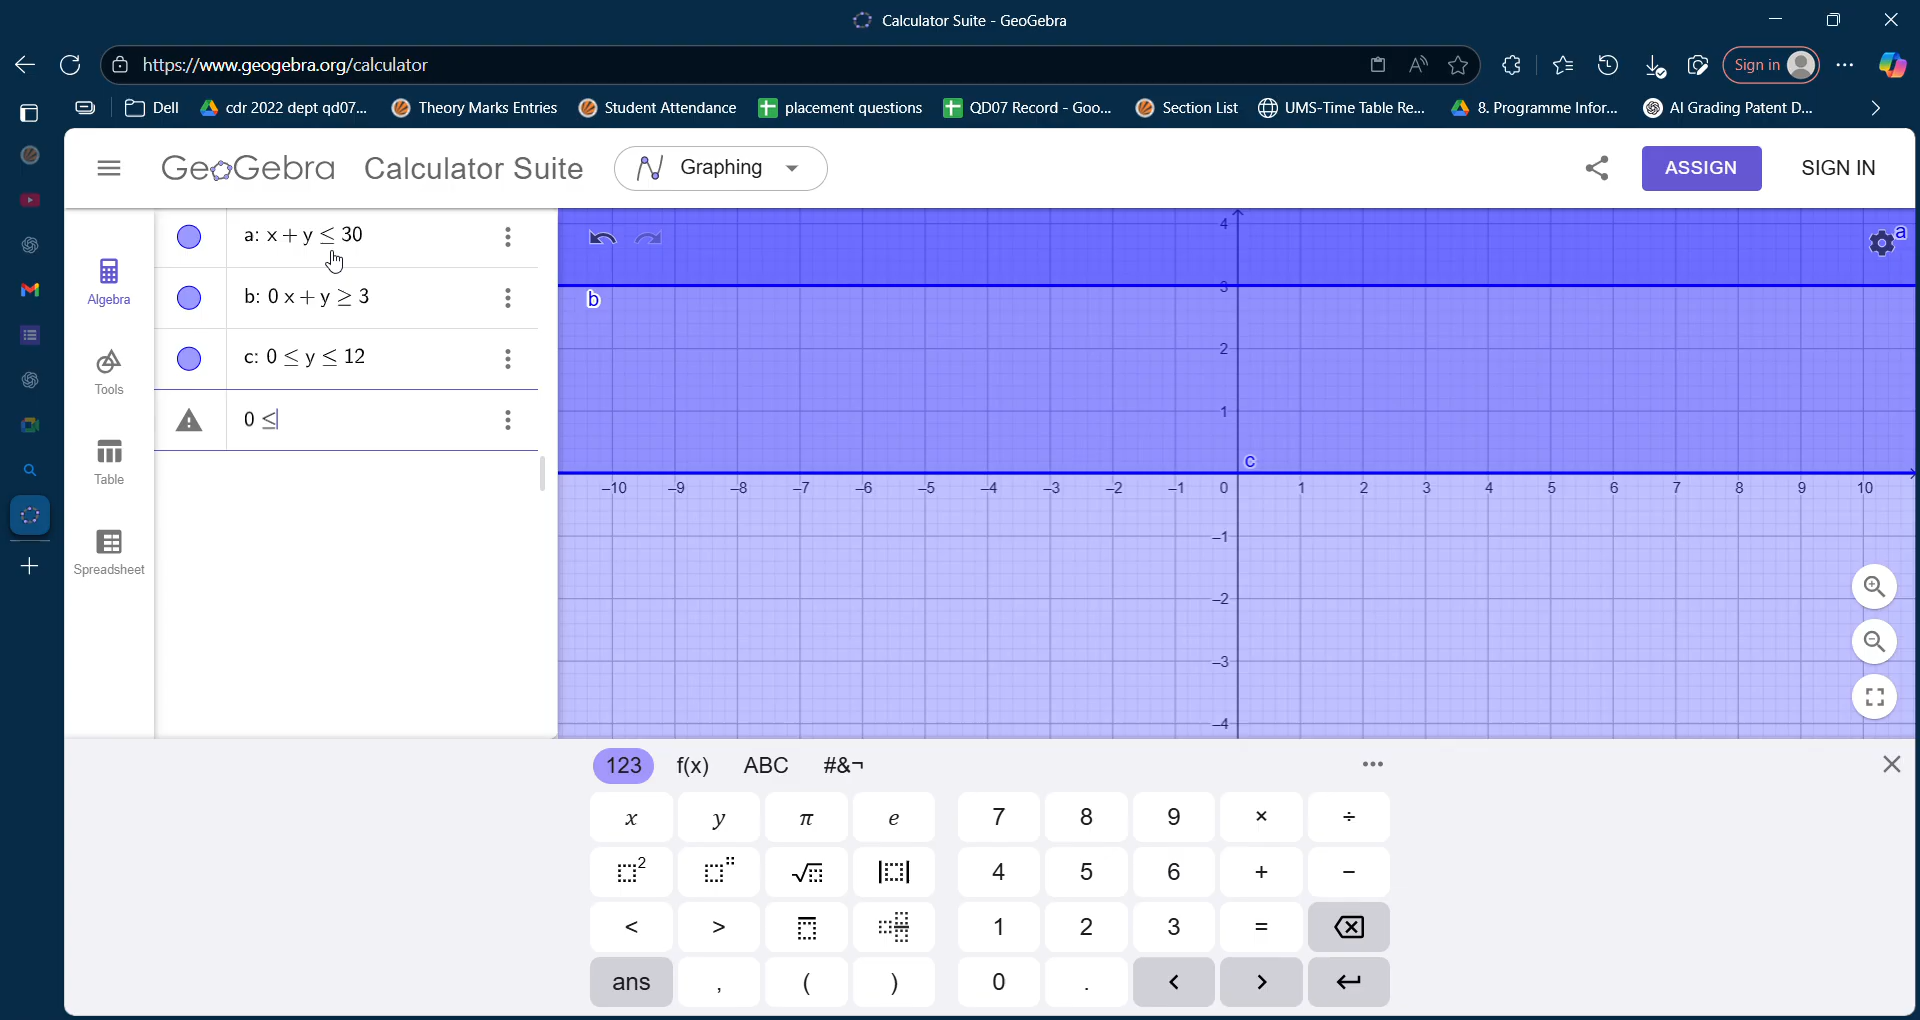 Calculator Suite - GeoGebra
https://www.geogebra.org/calculator
Sign in
Dell
cdr 2022 dept qd07...
Theory Marks Entries
Student Attendance
placement questions
QD07 Record - Goo...
Section List
UMS-Time Table Re...
8. Programme Infor...
AI Grading Patent D...
GeoGebra Calculator Suite
Graphing
ASSIGN
SIGN IN
Algebra
Tools
Table
Spreadsheet
a: x + y ≤ 30
b: 0 x + y ≥ 3
c: 0 ≤ y ≤ 12
0 ≤
a
b
c
4
3
2
1
–10 –9 –8 –7 –6 –5 –4 –3 –2 –1 0 1 2 3 4 5 6 7 8 9 10
–1
–2
–3
–4
123 f(x) ABC #&¬
x y π e 7 8 9 × ÷
2 √ 4 5 6 + −
< > 1 2 3 =
ans , ( ) 0 . < >